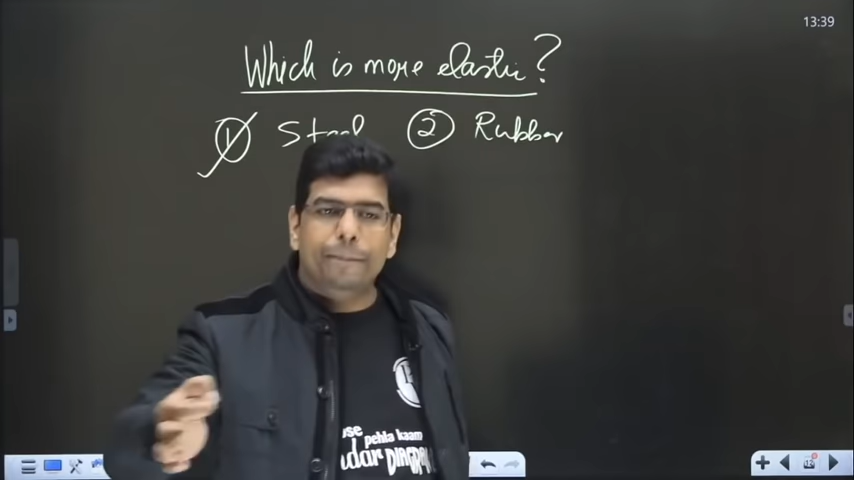 13:39
Which is more elastic?
① Steel ② Rubber
pehla kaam